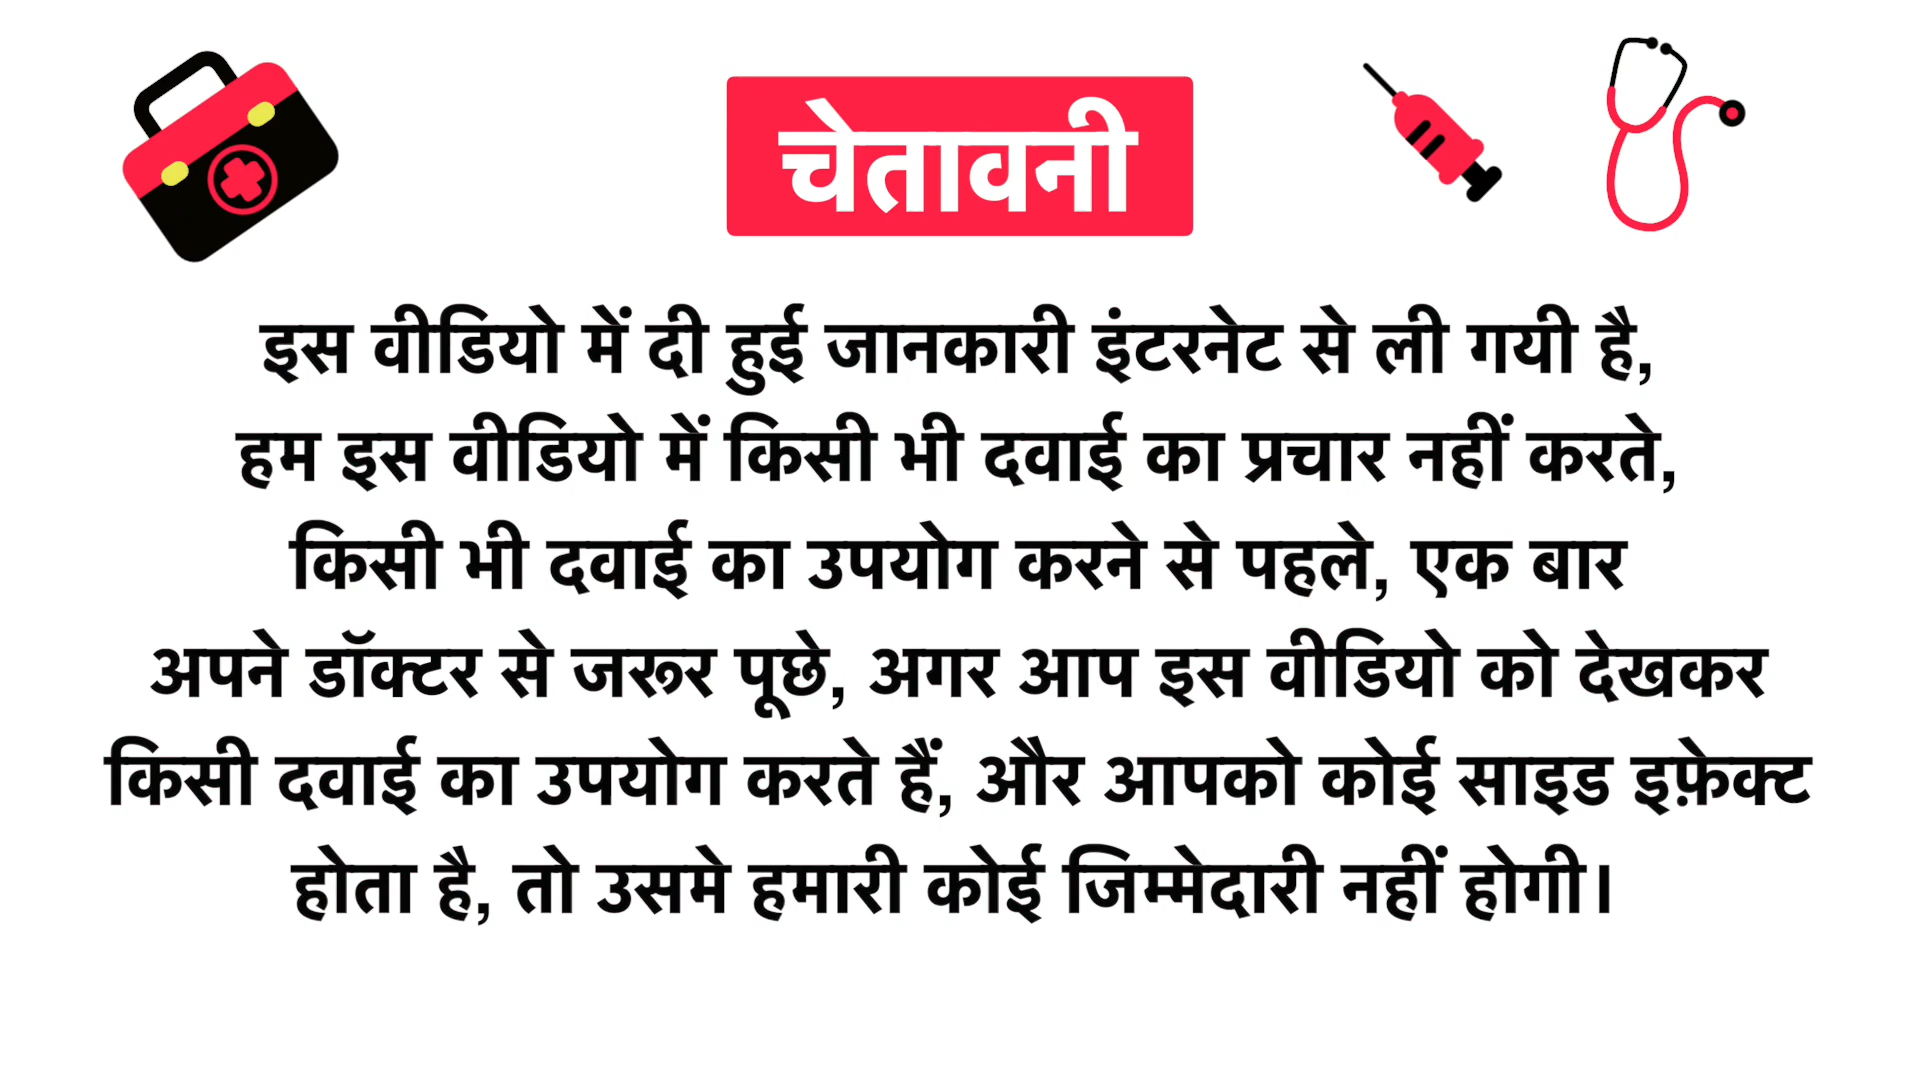 चेतावनी
इस वीडियो में दी हुई जानकारी इंटरनेट से ली गयी है,
हम इस वीडियो में किसी भी दवाई का प्रचार नहीं करते,
किसी भी दवाई का उपयोग करने से पहले, एक बार
अपने डॉक्टर से जरूर पूछे, अगर आप इस वीडियो को देखकर
किसी दवाई का उपयोग करते हैं, और आपको कोई साइड इफ़ेक्ट
होता है, तो उसमे हमारी कोई जिम्मेदारी नहीं होगी।